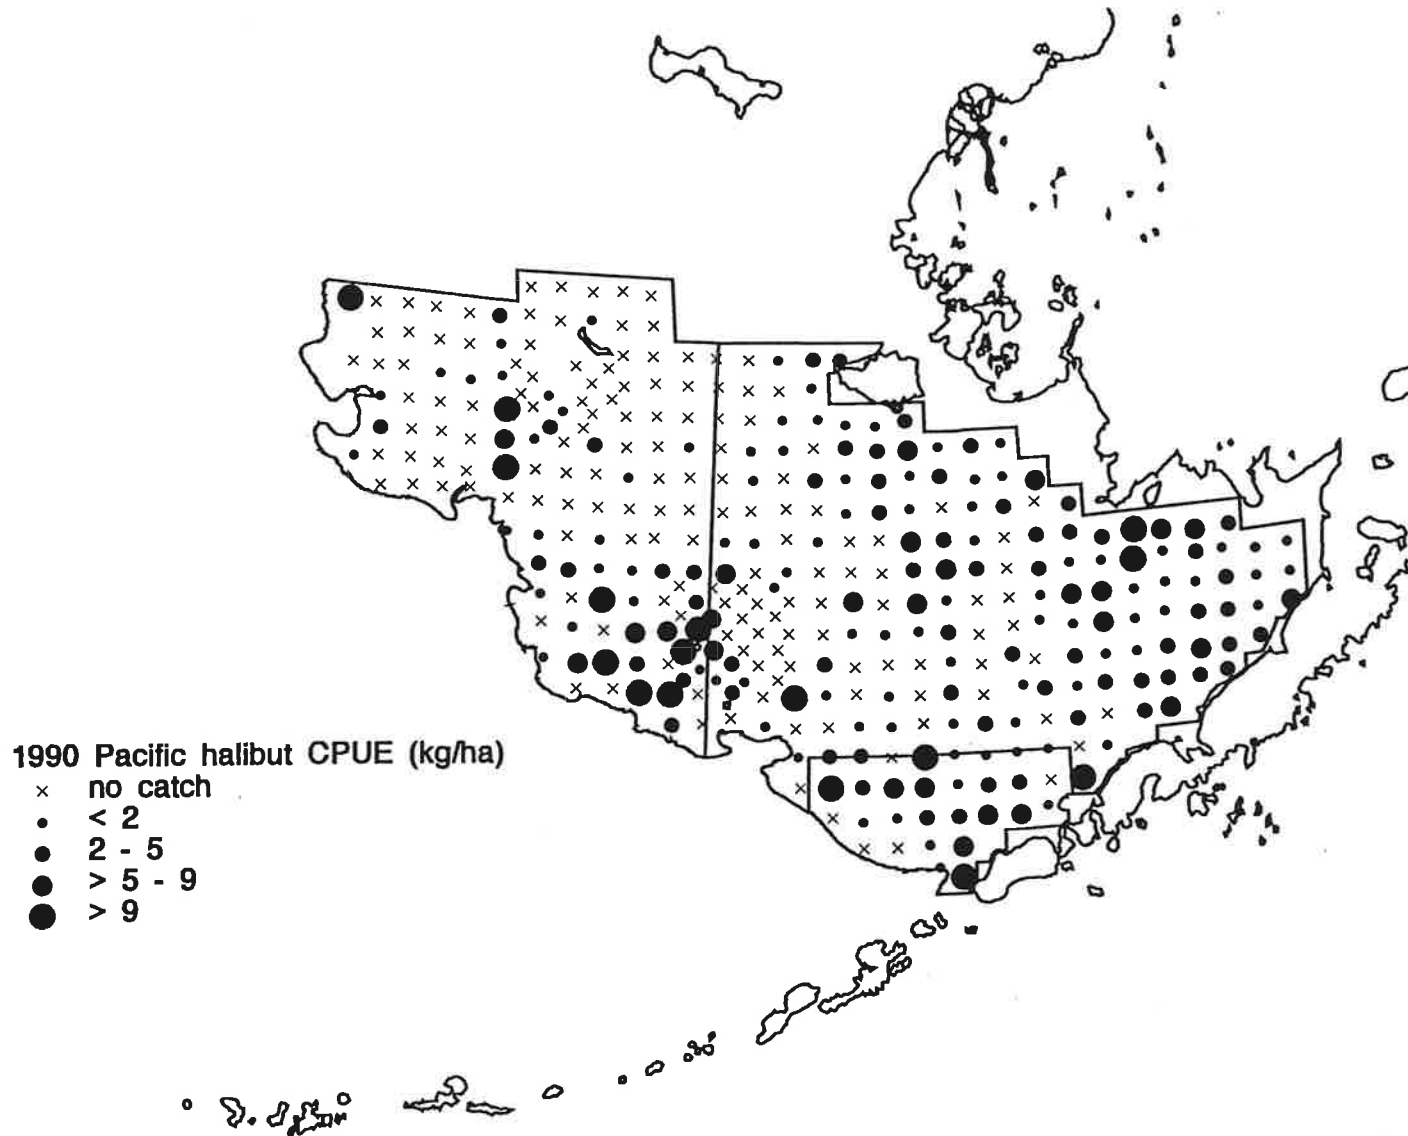 1990 Pacific halibut CPUE (kg/ha)
× no catch
< 2
2 - 5
> 5 - 9
> 9